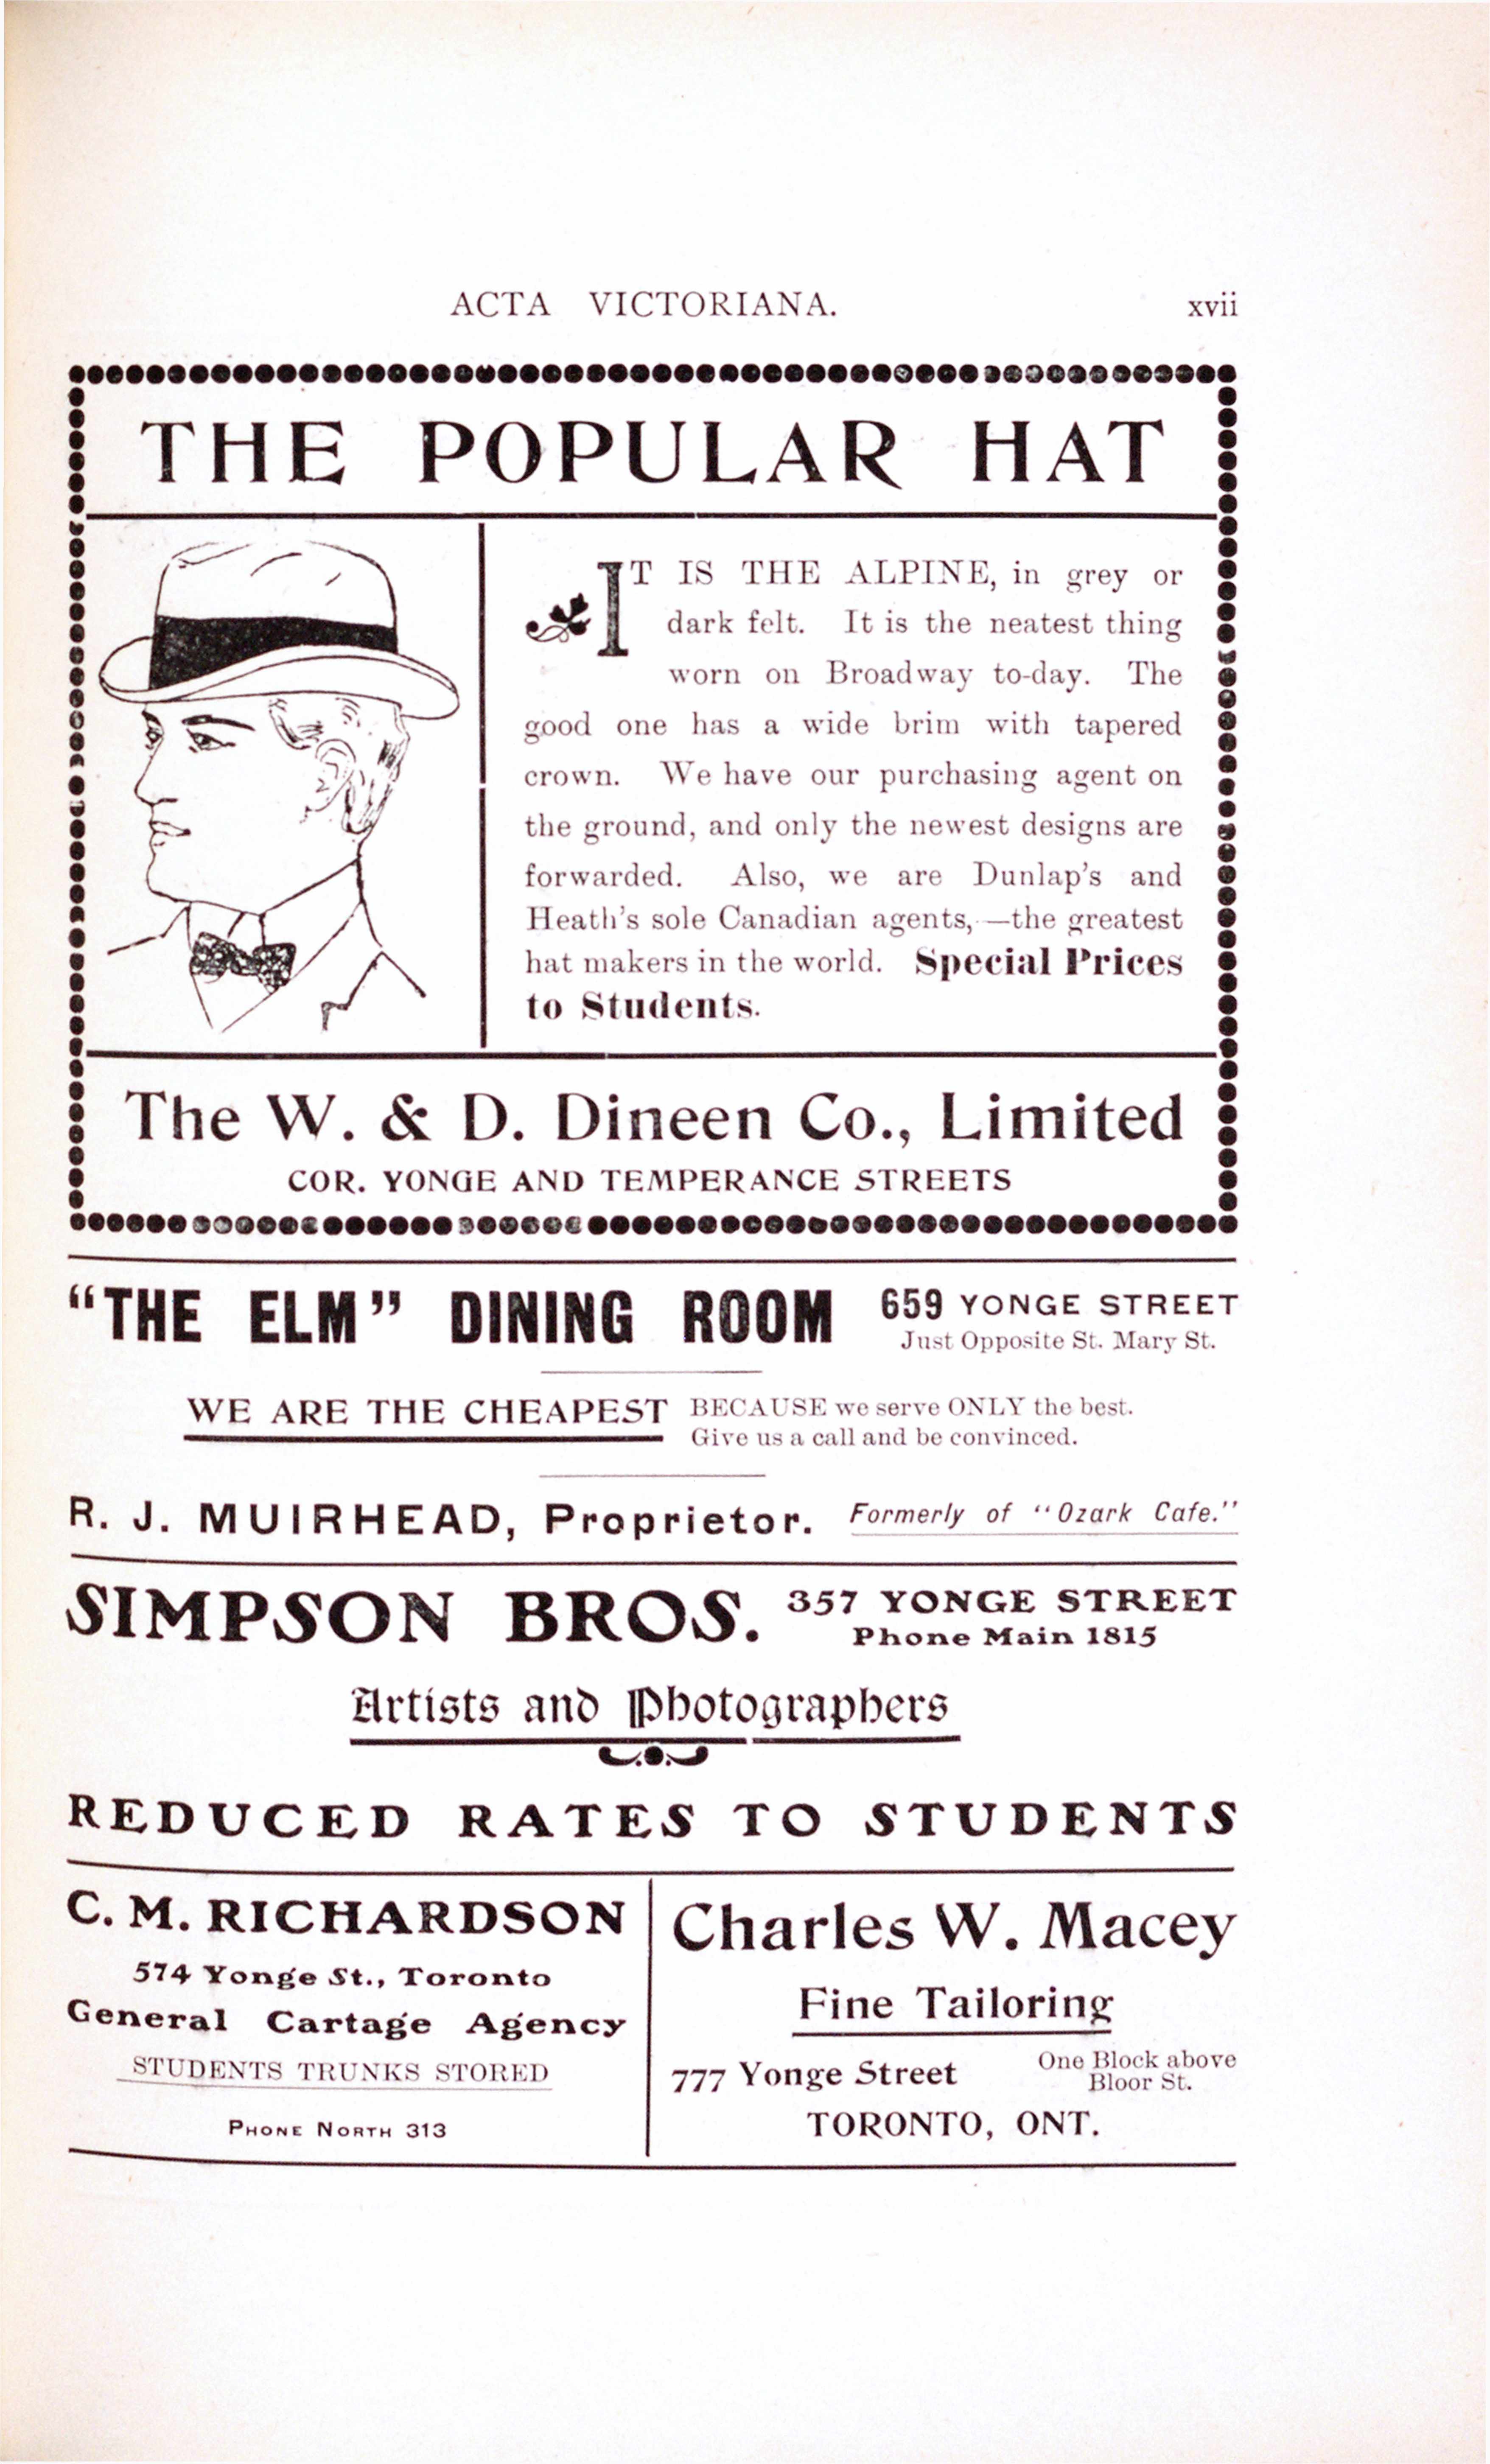 ACTA VICTORIANA. xvii
THE POPULAR HAT
IT IS THE ALPINE, in grey or
dark felt. It is the neatest thing
worn on Broadway to-day. The
good one has a wide brim with tapered
crown. We have our purchasing agent on
the ground, and only the newest designs are
forwarded. Also, we are Dunlap's and
Heath's sole Canadian agents,—the greatest
hat makers in the world. Special Prices
to Students.
The W. & D. Dineen Co., Limited
COR. YONGE AND TEMPERANCE STREETS
"THE ELM" DINING ROOM
659 YONGE STREET
Just Opposite St. Mary St.
WE ARE THE CHEAPEST
BECAUSE we serve ONLY the best.
Give us a call and be convinced.
R. J. MUIRHEAD, Proprietor. Formerly of "Ozark Cafe."
SIMPSON BROS.
357 YONGE STREET
Phone Main 1815
Artists and Photographers
REDUCED RATES TO STUDENTS
C. M. RICHARDSON
574 Yonge St., Toronto
General Cartage Agency
STUDENTS TRUNKS STORED
PHONE NORTH 313
Charles W. Macey
Fine Tailoring
777 Yonge Street
One Block above
Bloor St.
TORONTO, ONT.